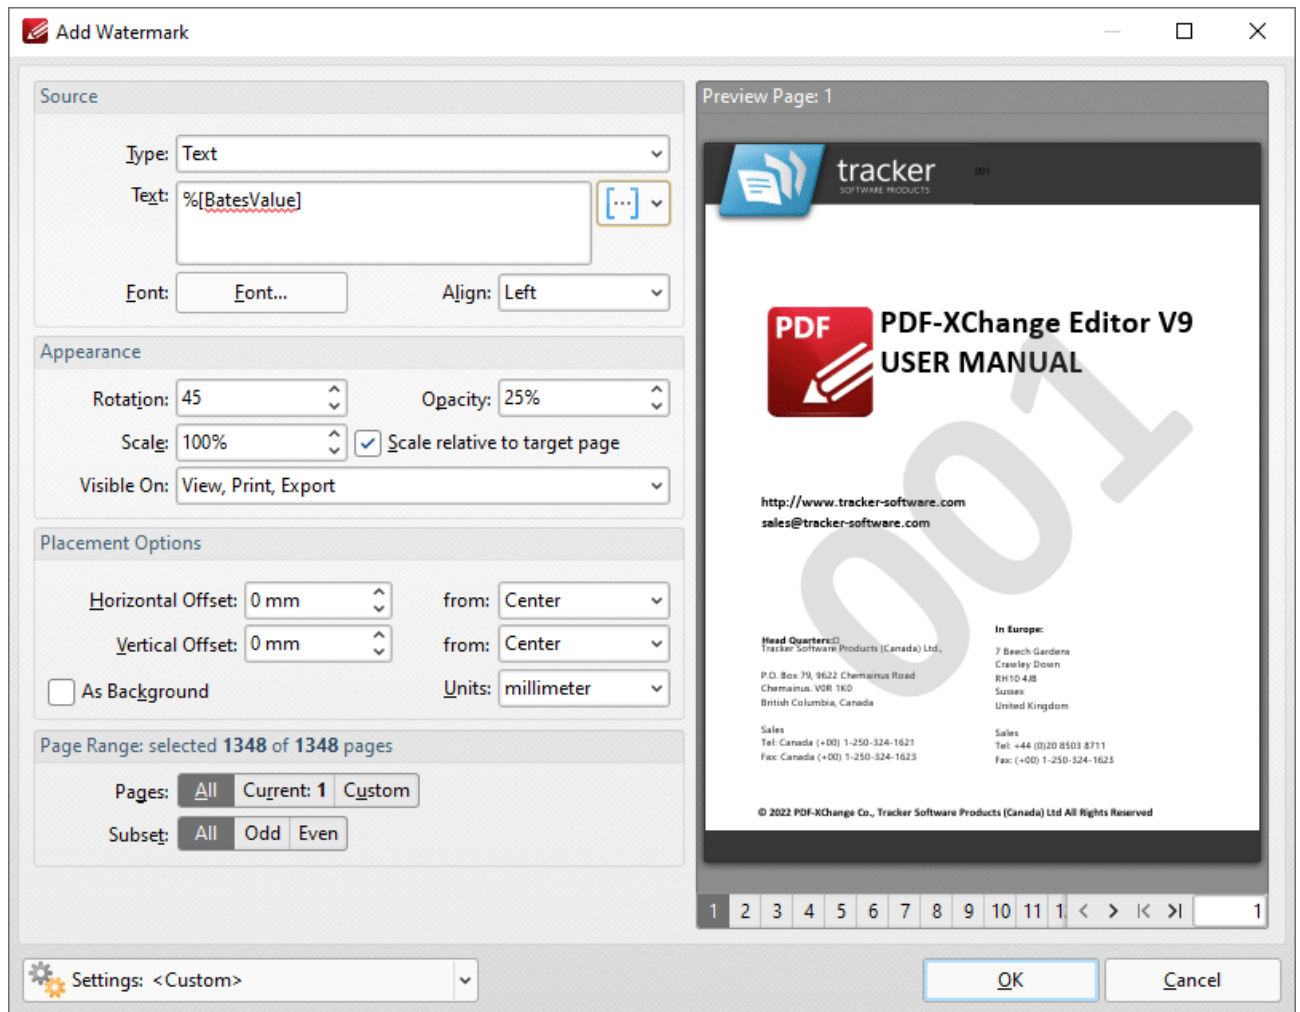 Add Watermark
Source
Type: Text
Text: %[BatesValue]
Font: Font... Align: Left
Appearance
Rotation: 45 Opacity: 25%
Scale: 100% Scale relative to target page
Visible On: View, Print, Export
Placement Options
Horizontal Offset: 0 mm from: Center
Vertical Offset: 0 mm from: Center
As Background Units: millimeter
Page Range: selected 1348 of 1348 pages
Pages: All Current: 1 Custom
Subset: All Odd Even
Preview Page: 1
tracker
SOFTWARE PRODUCTS
001
PDF
PDF-XChange Editor V9
USER MANUAL
001
http://www.tracker-software.com
sales@tracker-software.com
Head Quarters:
Tracker Software Products (Canada) Ltd.,
P.O. Box 79, 9622 Chemainus Road
Chemainus. V0R 1K0
British Columbia, Canada
Sales
Tel: Canada (+00) 1-250-324-1621
Fax: Canada (+00) 1-250-324-1623
In Europe:
7 Beech Gardens
Crawley Down
RH10 4JB
Sussex
United Kingdom
Sales
Tel: +44 (0)20 8503 8711
Fax: (+00) 1-250-324-1623
© 2022 PDF-XChange Co., Tracker Software Products (Canada) Ltd All Rights Reserved
1 2 3 4 5 6 7 8 9 10 11 1
Settings: <Custom>
OK Cancel